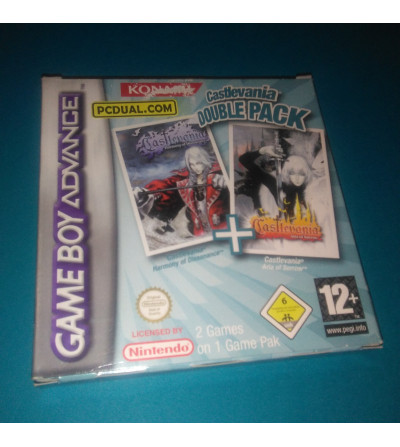 KONAMI
PCDUAL.COM
Castlevania
DOUBLE PACK
GAME BOY ADVANCE
Castlevania
Castlevania
+
Harmony of Dissonance
Castlevania®
Aria of Sorrow
LICENSED BY
Nintendo
2 Games
on 1 Game Pak
6
12+
www.pegi.info